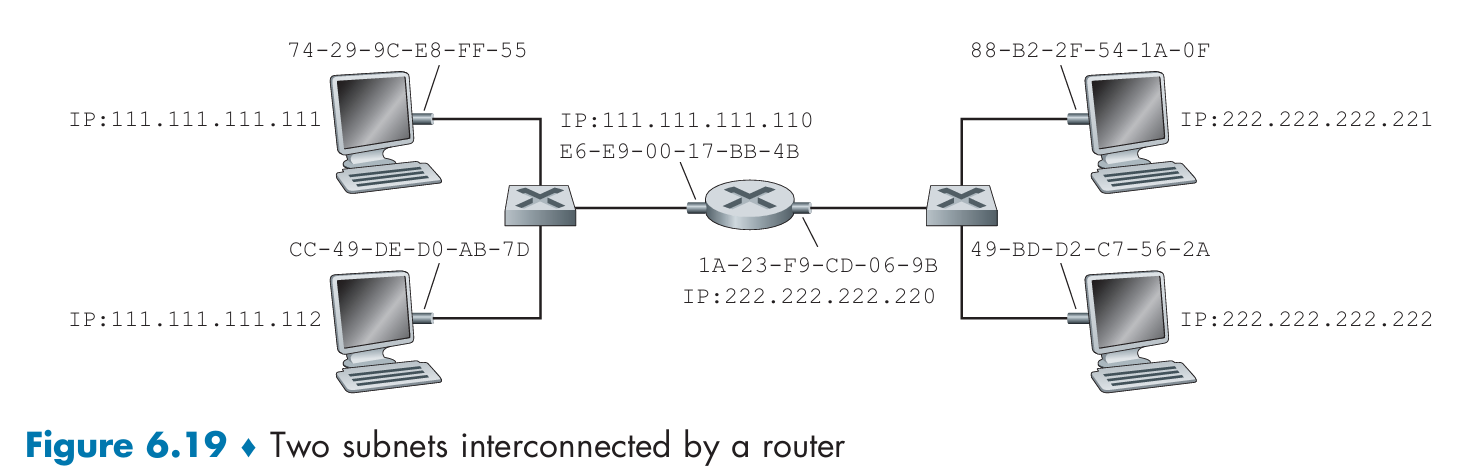 74-29-9C-E8-FF-55
88-B2-2F-54-1A-0F
IP:111.111.111.111
IP:111.111.111.110
E6-E9-00-17-BB-4B
IP:222.222.222.221
CC-49-DE-D0-AB-7D
49-BD-D2-C7-56-2A
1A-23-F9-CD-06-9B
IP:222.222.222.220
IP:111.111.111.112
IP:222.222.222.222
Figure 6.19 ♦ Two subnets interconnected by a router